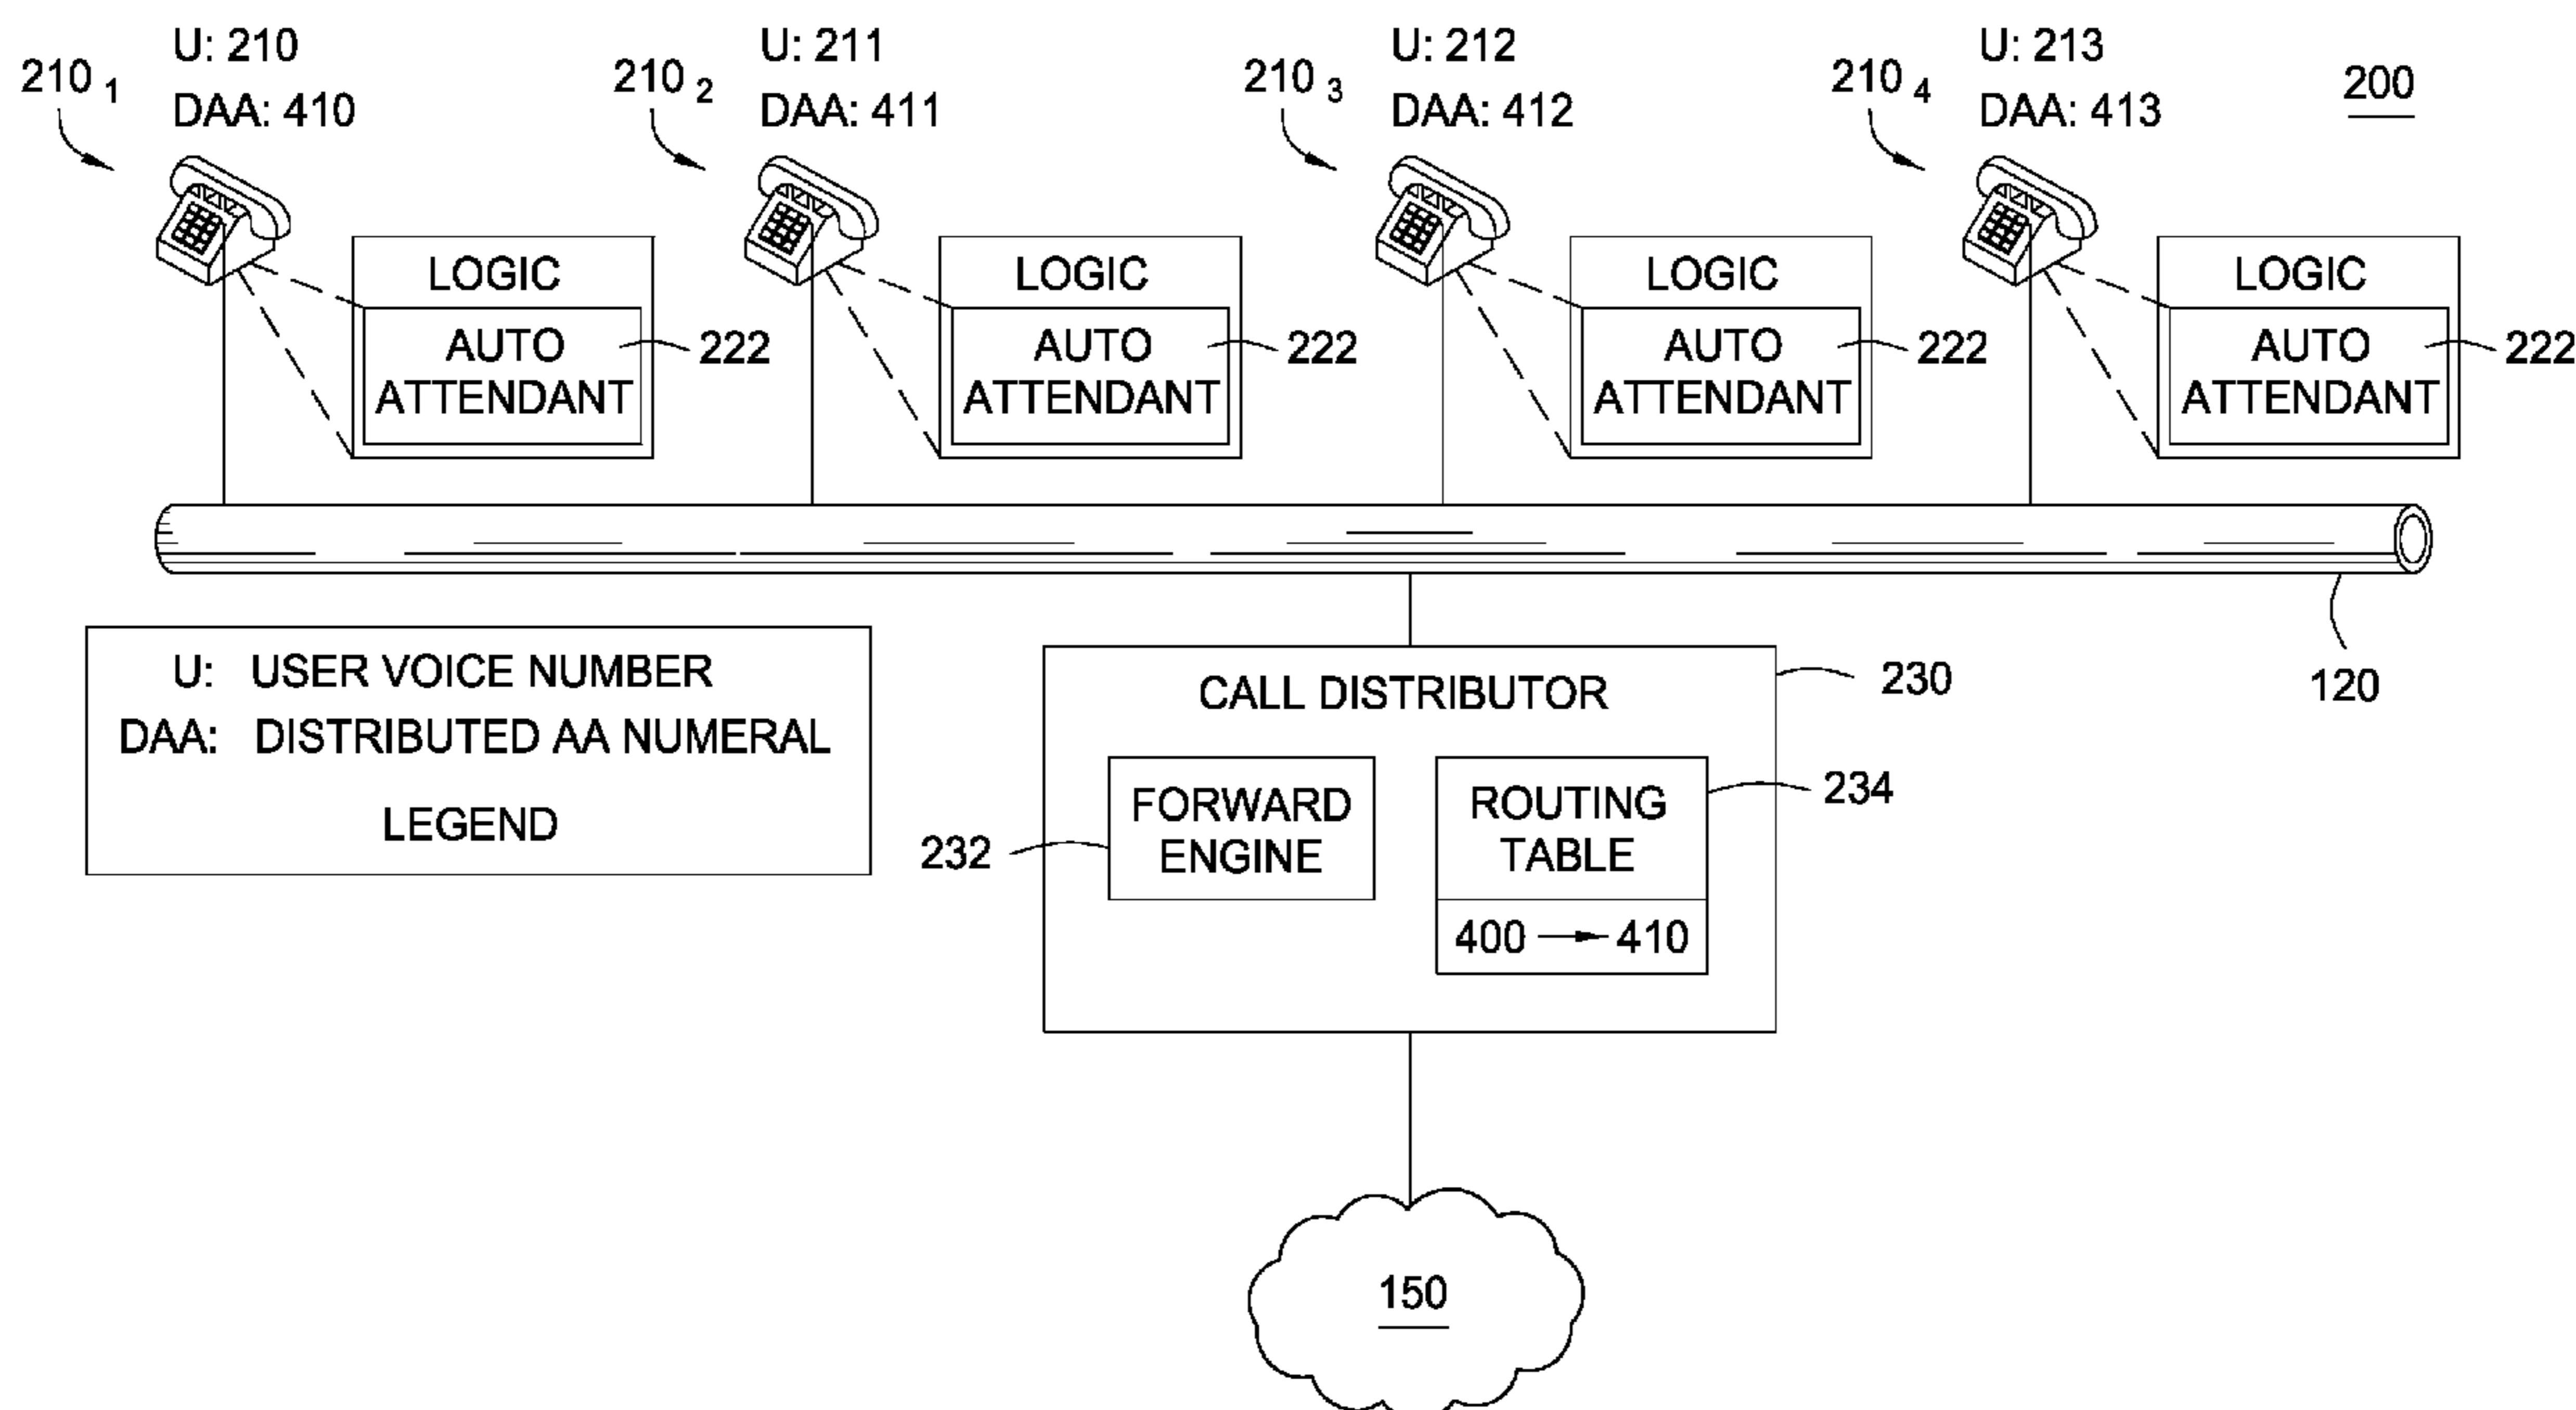 U: 210
DAA: 410
210 1
U: 211
DAA: 411
210 2
U: 212
DAA: 412
210 3
U: 213
DAA: 413
210 4
200
LOGIC
AUTO
ATTENDANT
222
LOGIC
AUTO
ATTENDANT
222
LOGIC
AUTO
ATTENDANT
222
LOGIC
AUTO
ATTENDANT
222
120
U: USER VOICE NUMBER
DAA: DISTRIBUTED AA NUMERAL
LEGEND
CALL DISTRIBUTOR
230
FORWARD
ENGINE
232
ROUTING
TABLE
234
400 → 410
150